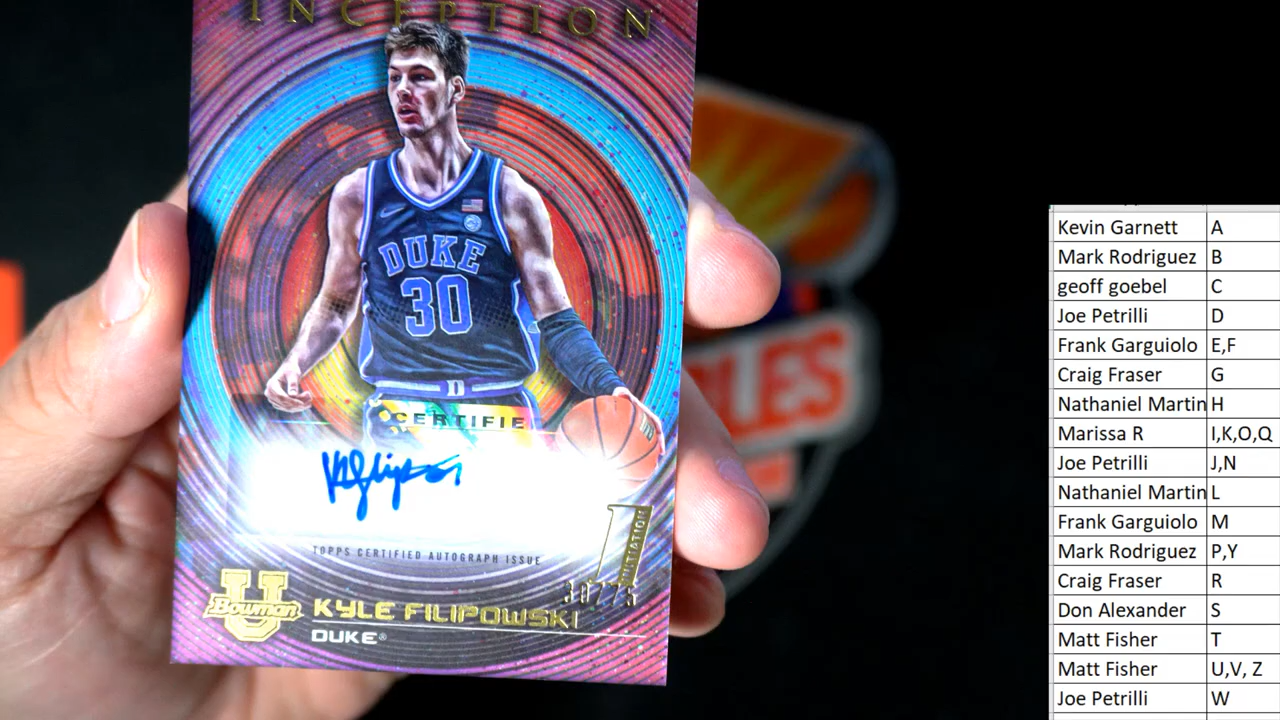 INCEPTION
DUKE
30
D
CERTIFIE
TOPPS CERTIFIED AUTOGRAPH ISSUE
INITIATION
U
Bowman
KYLE FILIPOWSKI
DUKE®
BLES
Kevin Garnett A
Mark Rodriguez B
geoff goebel C
Joe Petrilli D
Frank Garguiolo E,F
Craig Fraser G
Nathaniel Martin H
Marissa R I,K,O,Q
Joe Petrilli J,N
Nathaniel Martin L
Frank Garguiolo M
Mark Rodriguez P,Y
Craig Fraser R
Don Alexander S
Matt Fisher T
Matt Fisher U,V, Z
Joe Petrilli W